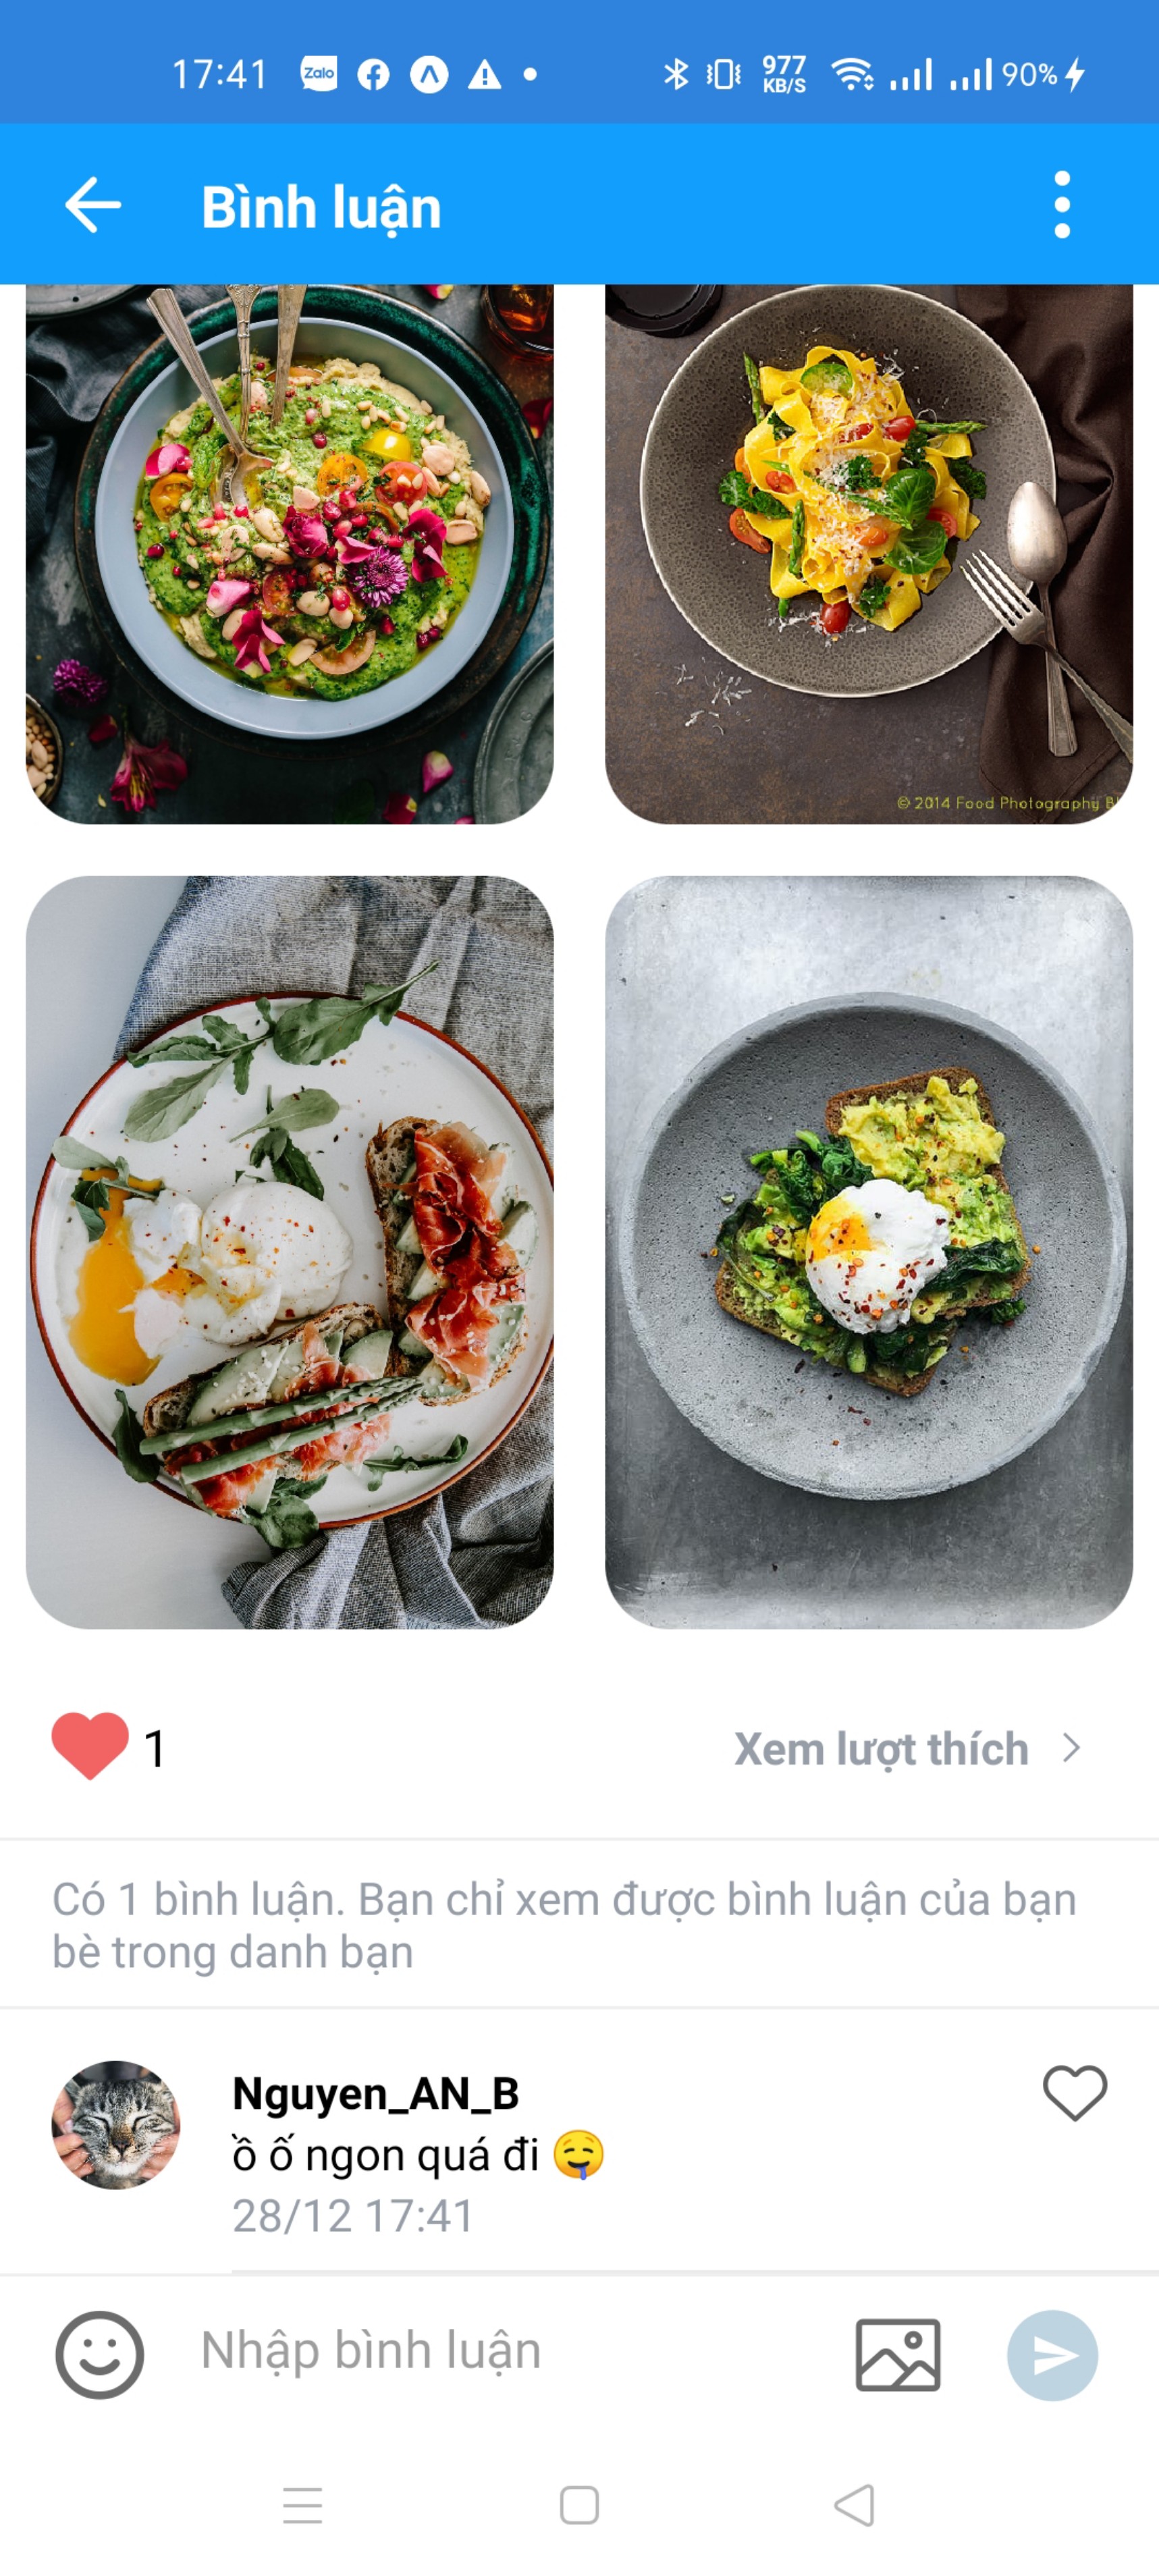 17:41 Zalo 977 KB/S 90%
Bình luận
© 2014 Food Photography
1 Xem lượt thích
Có 1 bình luận. Bạn chỉ xem được bình luận của bạn
bè trong danh bạn
Nguyen_AN_B
ồ ố ngon quá đi 🤤
28/12 17:41
Nhập bình luận